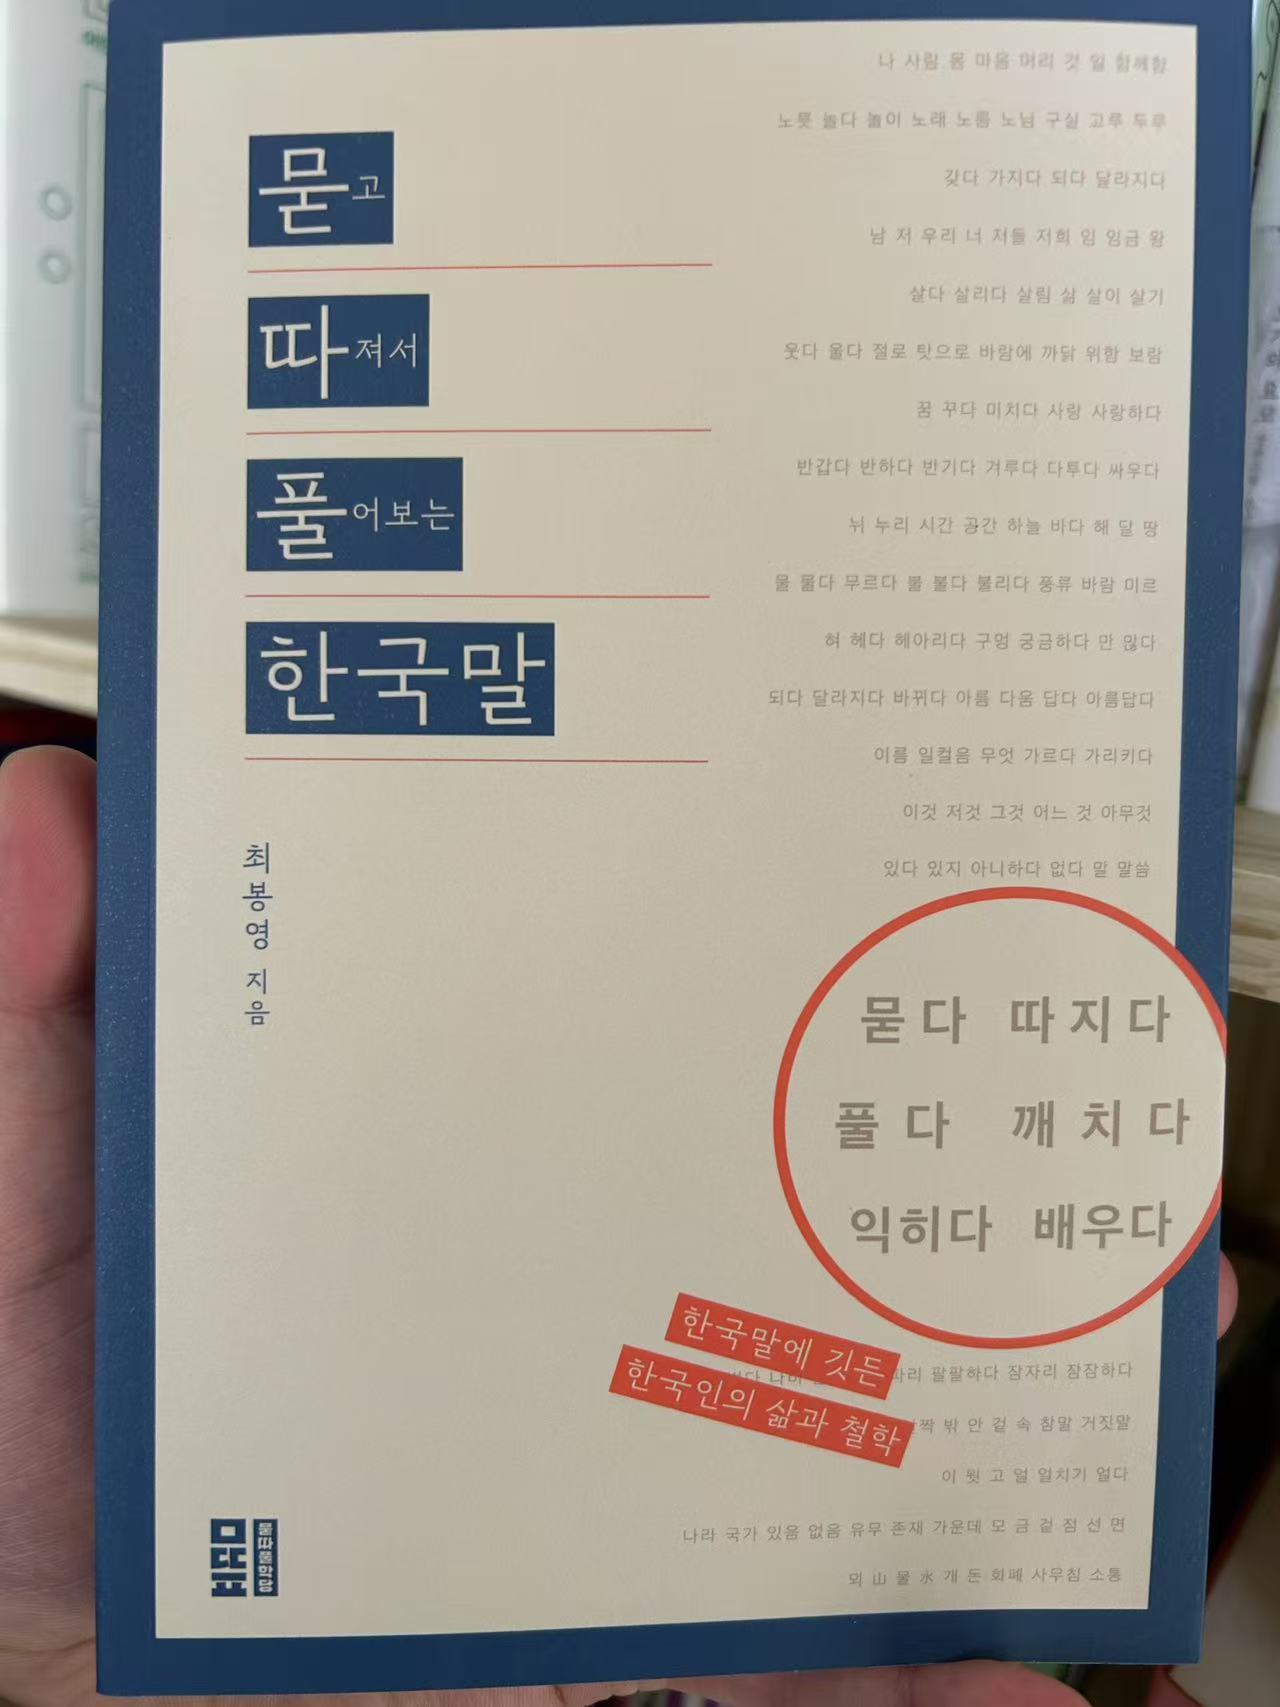 묻고
따져서
풀어보는
한국말
최봉영 지음
나 사람 몸 마음 머리 것 일 함께함
노릇 놀다 놀이 노래 노름 노님 구실 고루 두루
갖다 가지다 되다 달라지다
남 저 우리 너 저들 저희 임 임금 왕
살다 살리다 살림 삶 살이 살기
웃다 울다 절로 탓으로 바람에 까닭 위함 보람
꿈 꾸다 미치다 사랑 사랑하다
반갑다 반하다 반기다 겨루다 다투다 싸우다
뉘 누리 시간 공간 하늘 바다 해 달 땅
물 물다 무르다 불 불다 불리다 풍류 바람 미르
혀 헤다 헤아리다 구멍 궁금하다 만 많다
되다 달라지다 바뀌다 아름 다움 답다 아름답다
이름 일컬음 무엇 가르다 가리키다
이것 저것 그것 어느 것 아무것
있다 있지 아니하다 없다 말 말씀
묻다 따지다
풀다 깨치다
익히다 배우다
한국말에 깃든
한국인의 삶과 철학
파리 팔팔하다 잠자리 잠잠하다
밖 안 겉 속 참말 거짓말
이 고 얼 얼치기 얼다
나라 국가 있음 없음 유무 존재 가운데 모 금 겉 점 선 면
뫼 山 물 水 개 돈 화폐 사무침 소통
묻따풀학당